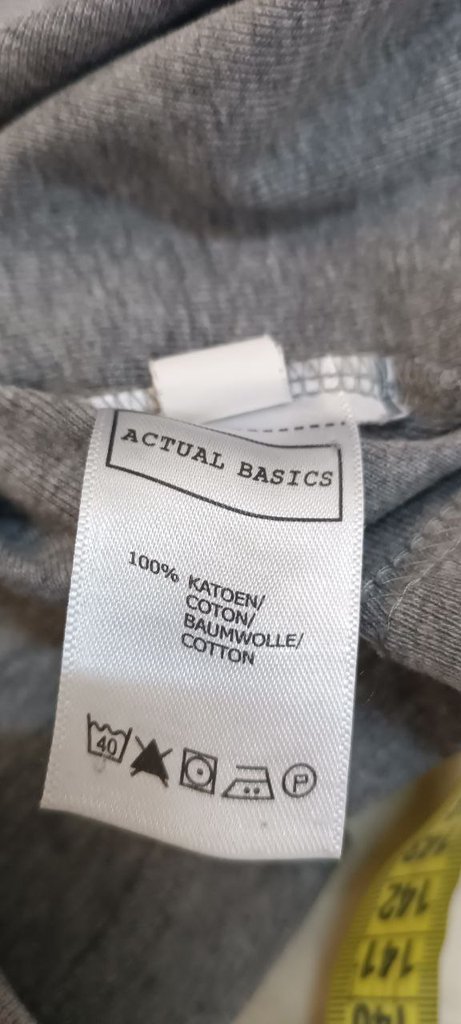 ACTUAL BASICS
100% KATOEN/
COTON/
BAUMWOLLE/
COTTON
40
P
142
141
140